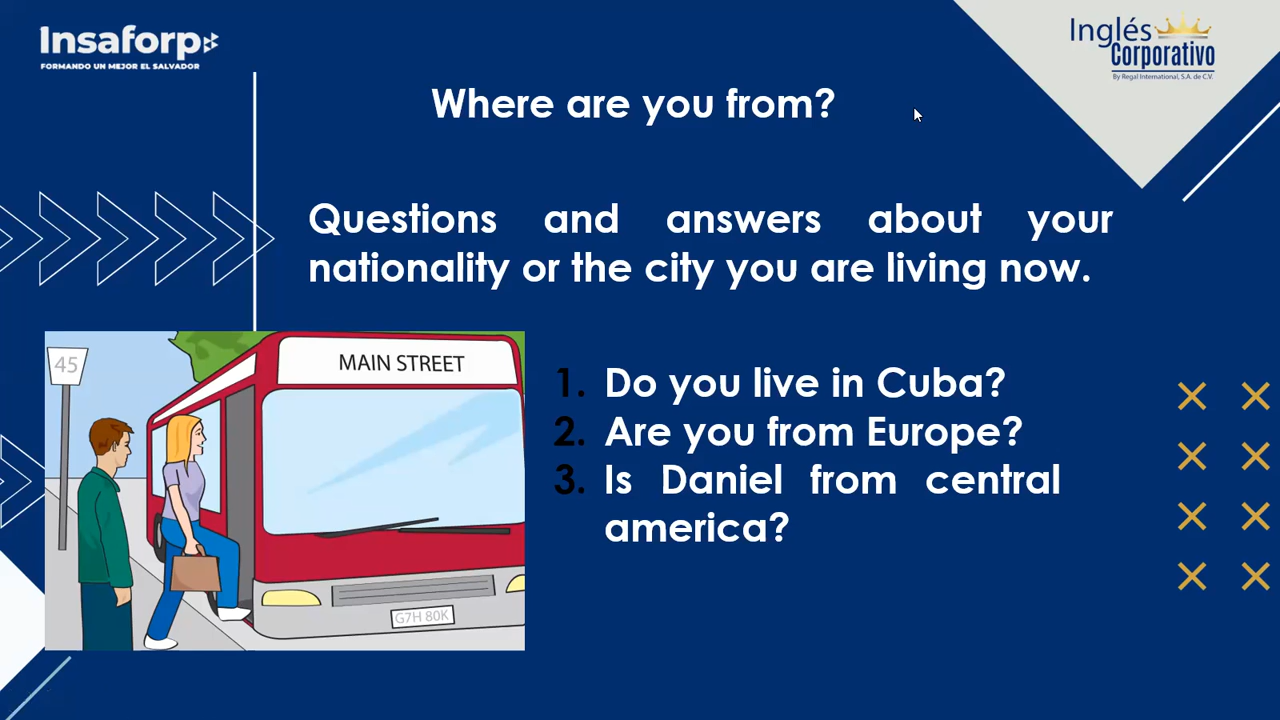 Insaforp
FORMANDO UN MEJOR EL SALVADOR
Inglés
Corporativo
By Regal International, S.A. de C.V.
Where are you from?
Questions and answers about your
nationality or the city you are living now.
45
MAIN STREET
G7H 80K
1. Do you live in Cuba?
2. Are you from Europe?
3. Is Daniel from central
america?